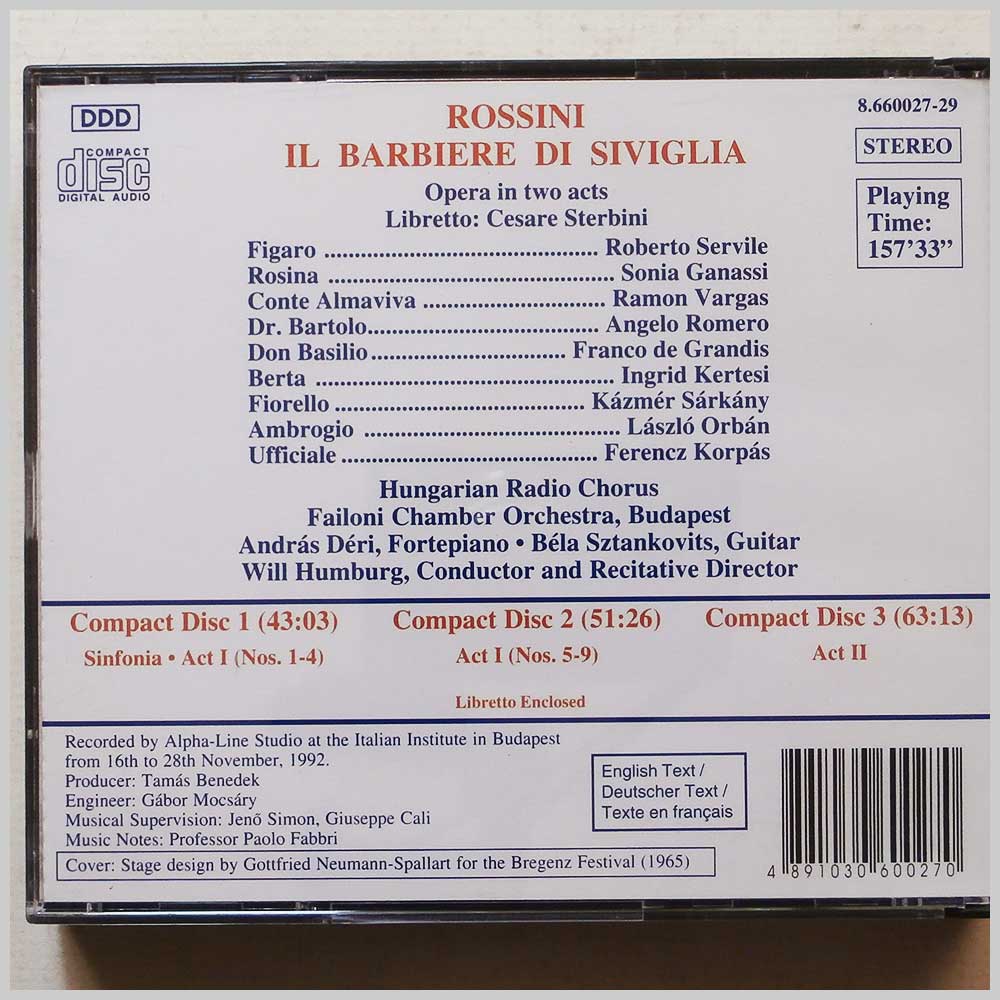 DDD
COMPACT
disc
DIGITAL AUDIO
ROSSINI
IL BARBIERE DI SIVIGLIA
Opera in two acts
Libretto: Cesare Sterbini
8.660027-29
STEREO
Playing
Time:
157'33”
Figaro ........................................ Roberto Servile
Rosina ........................................ Sonia Ganassi
Conte Almaviva ........................................ Ramon Vargas
Dr. Bartolo........................................ Angelo Romero
Don Basilio........................................ Franco de Grandis
Berta ........................................ Ingrid Kertesi
Fiorello ........................................ Kázmér Sárkány
Ambrogio ........................................ László Orbán
Ufficiale ........................................ Ferenc Korpás
Hungarian Radio Chorus
Failoni Chamber Orchestra, Budapest
András Déri, Fortepiano • Béla Sztankovits, Guitar
Will Humburg, Conductor and Recitative Director
Compact Disc 1 (43:03)
Sinfonia • Act I (Nos. 1-4)
Compact Disc 2 (51:26)
Act I (Nos. 5-9)
Compact Disc 3 (63:13)
Act II
Libretto Enclosed
Recorded by Alpha-Line Studio at the Italian Institute in Budapest
from 16th to 28th November, 1992.
Producer: Tamás Benedek
Engineer: Gábor Mocsáry
Musical Supervision: Jenő Simon, Giuseppe Cali
Music Notes: Professor Paolo Fabbri
Cover: Stage design by Gottfried Neumann-Spallart for the Bregenz Festival (1965)
English Text /
Deutscher Text /
Texte en français
4 891030 600270